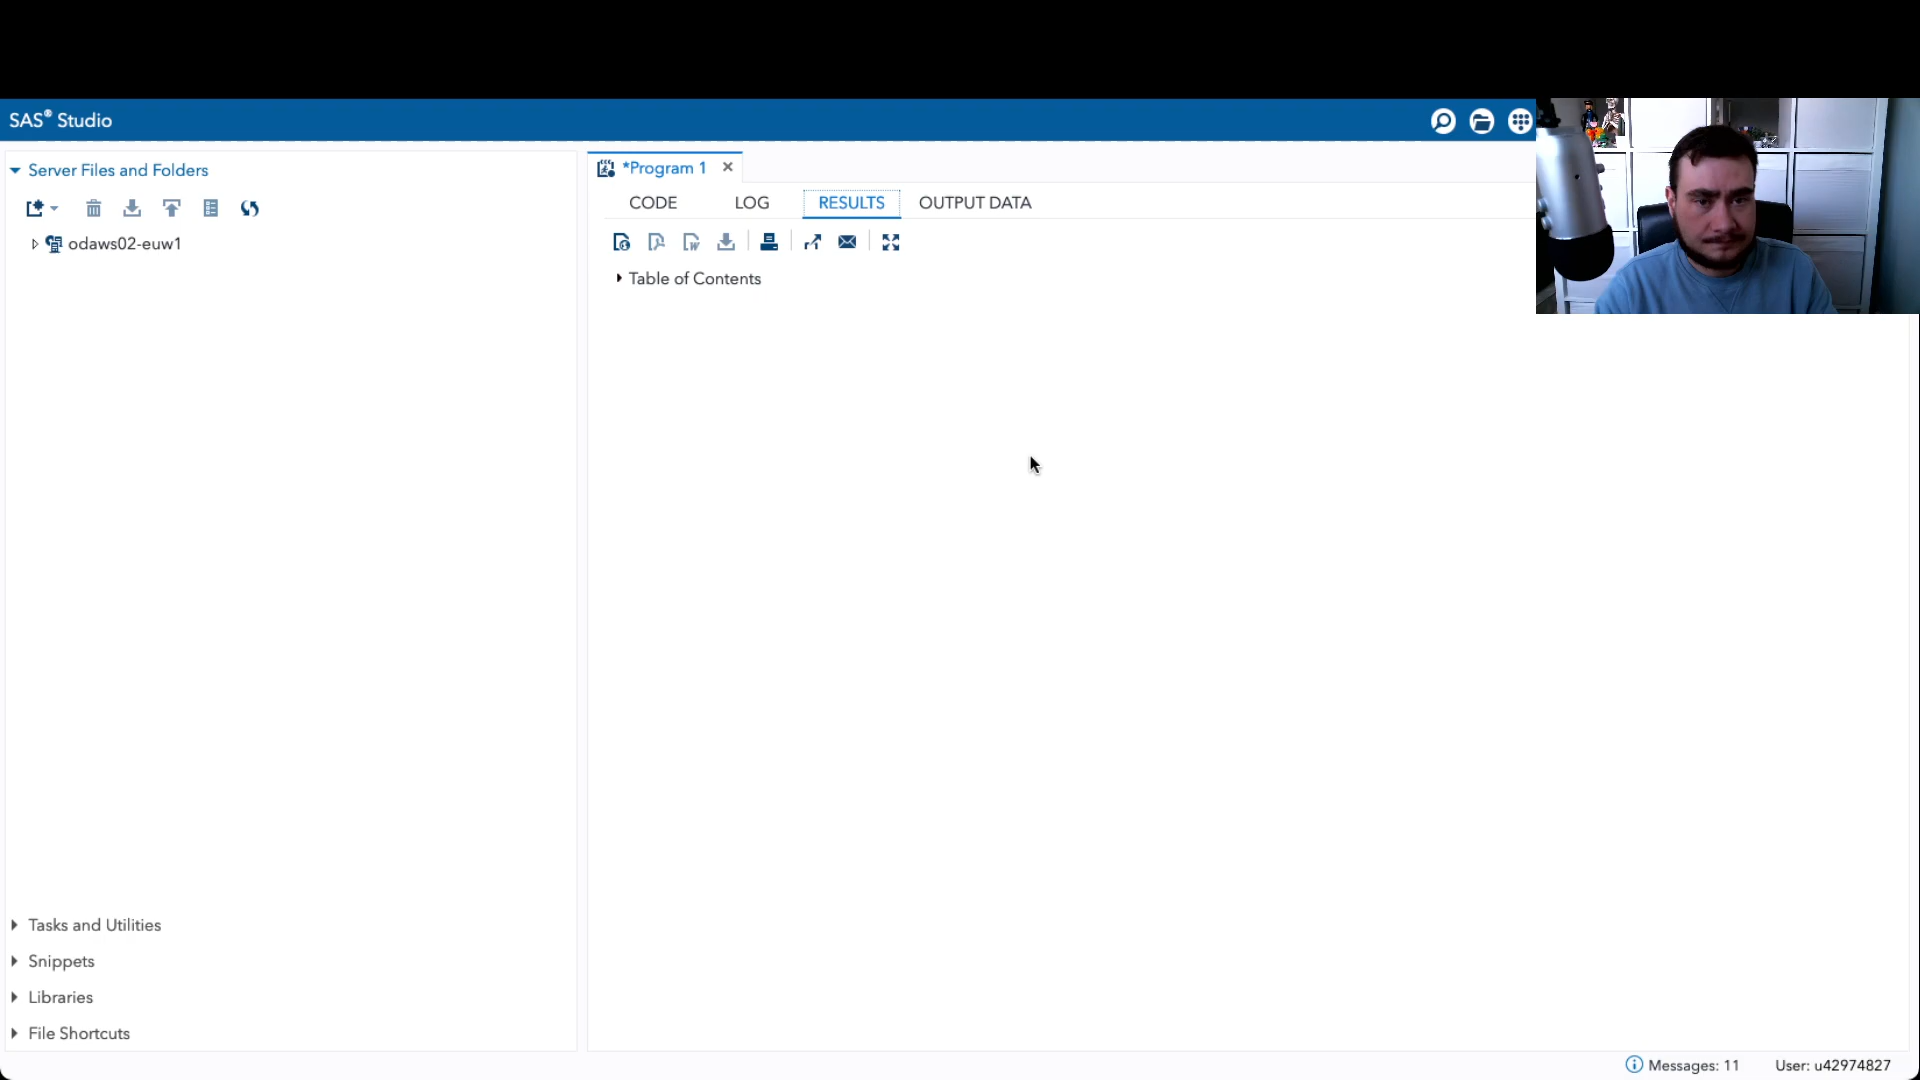 SAS® Studio
Server Files and Folders
odaws02-euw1
Tasks and Utilities
Snippets
Libraries
File Shortcuts
*Program 1
CODE LOG RESULTS OUTPUT DATA
Table of Contents
Messages: 11 User: u42974827